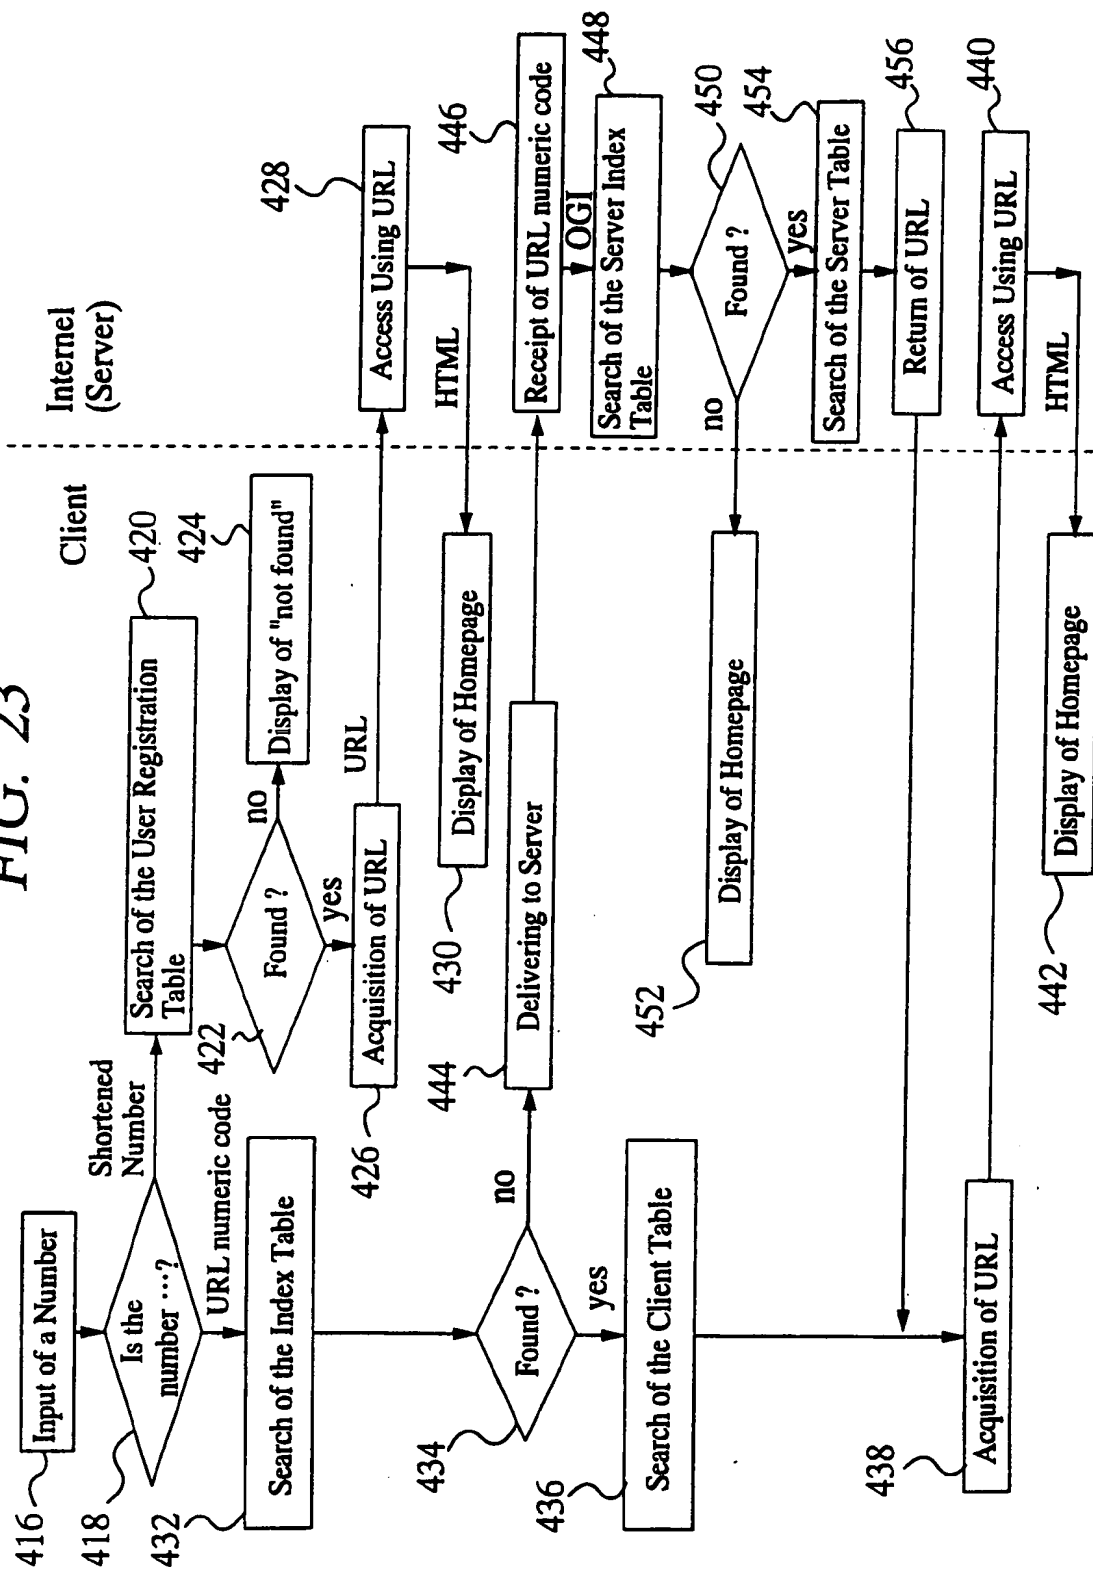 FIG. 23
Client
Internel
(Server)
416
Input of a Number
418
Is the
number ···?
Shortened
Number
URL numeric code
420
Search of the User Registration
Table
422
Found ?
no
424
Display of "not found"
yes
426
Acquisition of URL
URL
428
Access Using URL
HTML
430
Display of Homepage
432
Search of the Index Table
434
Found ?
no
444
Delivering to Server
446
Receipt of URL numeric code
OGI
448
Search of the Server Index
Table
450
Found ?
no
452
Display of Homepage
yes
454
Search of the Server Table
456
Return of URL
yes
436
Search of the Client Table
438
Acquisition of URL
440
Access Using URL
HTML
442
Display of Homepage